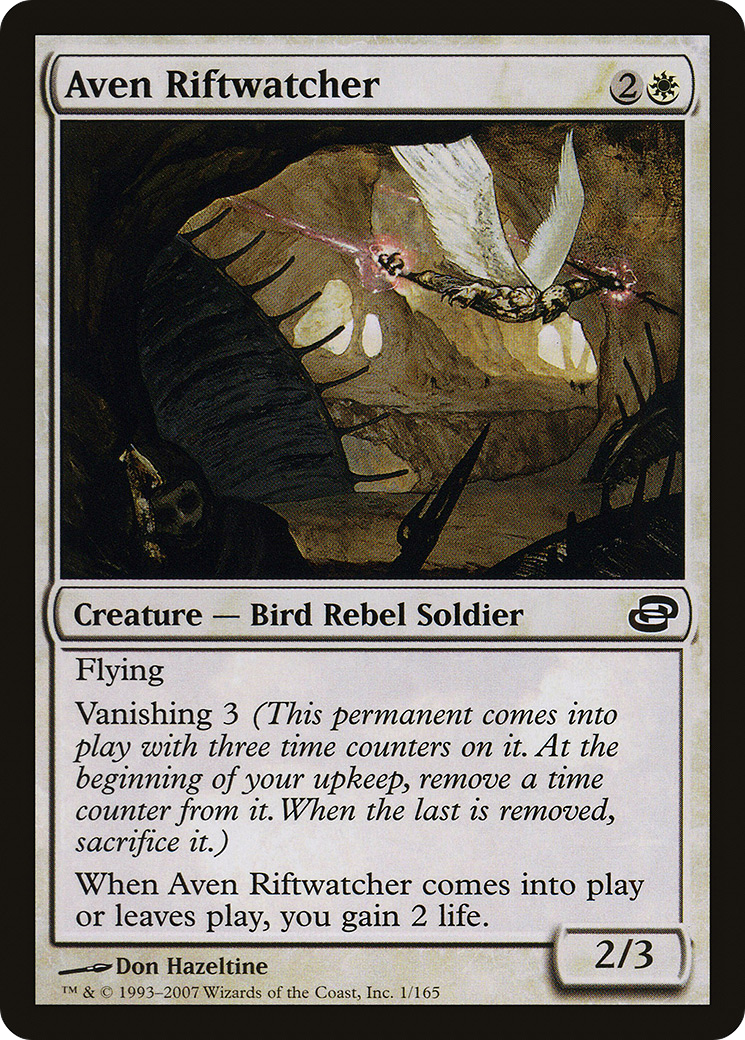 Aven Riftwatcher 2
Creature — Bird Rebel Soldier
Flying
Vanishing 3 (This permanent comes into
play with three time counters on it. At the
beginning of your upkeep, remove a time
counter from it. When the last is removed,
sacrifice it.)
When Aven Riftwatcher comes into play
or leaves play, you gain 2 life.
2/3
Don Hazeltine
™ & © 1993–2007 Wizards of the Coast, Inc. 1/165